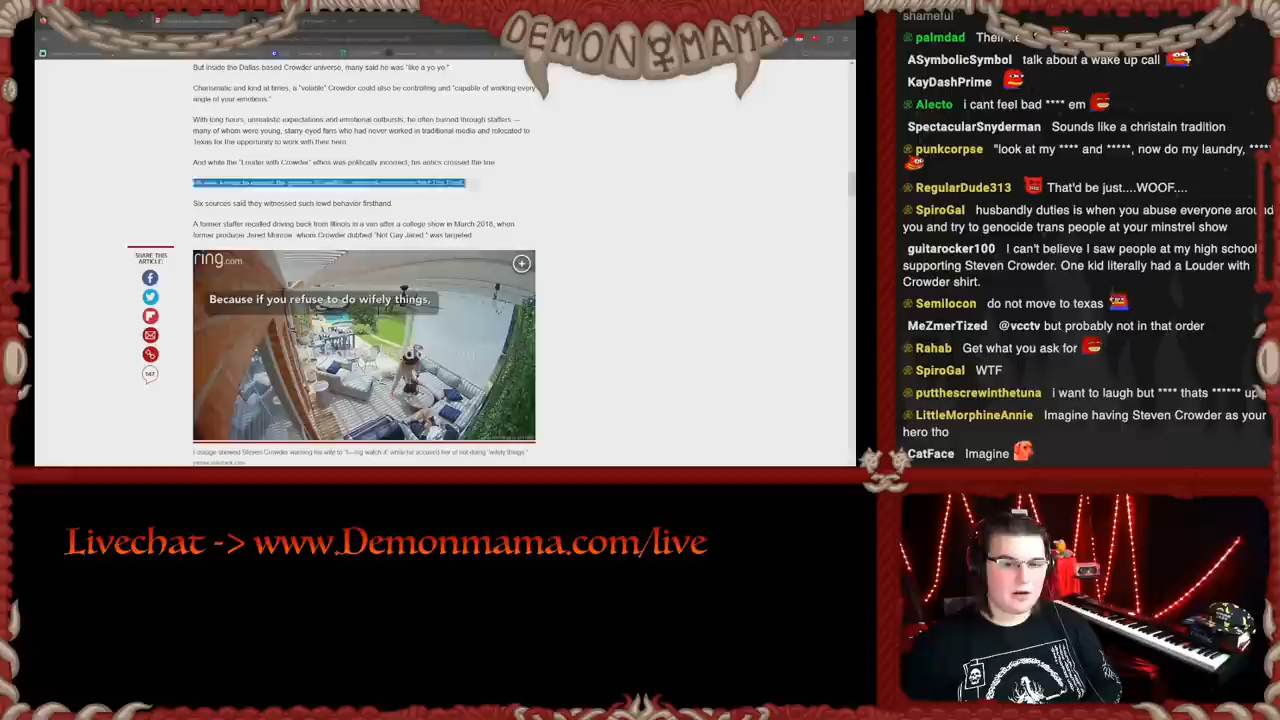 DEMON MAMA
But inside the Dallas-based Crowder universe, many said he was "like a yo yo."
Charismatic and kind at times, a "volatile" Crowder could also be controlling and "capable of working every
angle of your emotions."
With long hours, unrealistic expectations and emotional outbursts, he often burned through staffers —
many of whom were young, starry-eyed fans who had never worked in traditional media and relocated to
Texas for the opportunity to work with their hero.
And while the "Louder with Crowder" ethos was politically incorrect, his antics crossed the line
Six sources said they witnessed such lewd behavior firsthand.
A former staffer recalled driving back from Illinois in a van after a college show in March 2018, when
former producer Jared Monroe, whom Crowder dubbed "Not Gay Jared," was targeted
SHARE THIS
ARTICLE:
147
ring.com
Because if you refuse to do wifely things,
footage showed Steven Crowder warning his wife to "f—ng watch it" while he accused her of not doing "wifely things."
shameful
palmdad Their
ASymbolicSymbol talk about a wake up call
KayDashPryme
Alecto i cant feel bad **** em
SpectacularSnyderman Sounds like a christain tradition
punkcorpse "look at my **** and ****, now do my laundry, ****
RegularDude313 That'd be just....WOOF....
SpiroGal husbandly duties is when you abuse everyone around
you and try to genocide trans people after your minstrel show
guitarcer100 I can't believe I saw people at my highschool
supporting Steven Crowder. One kid literally had a Louder with
Crowder shirt.
Semilocon do not move to texas
MeZmerTized @vcctv but probably not in that order
Rahab Get what you ask for
SpiroGal WTF
putthescrewinthetuna i want to laugh but **** thats ****** up
LittleMorphineAnnie Imagine having Steven Crowder as your
hero tho
CatFace Imagine
Livechat -> www.Demonmama.com/live